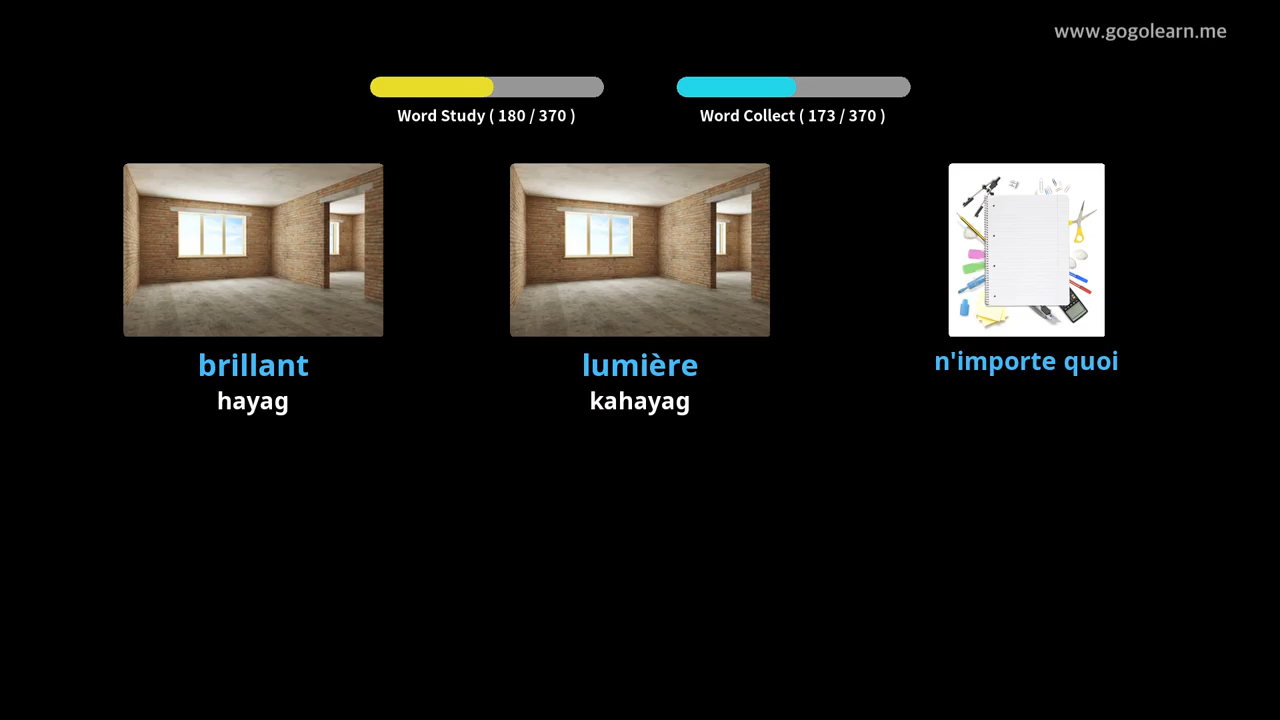 www.gogolearn.me
Word Study ( 180 / 370 )
Word Collect ( 173 / 370 )
brillant
hayag
lumière
kahayag
n'importe quoi